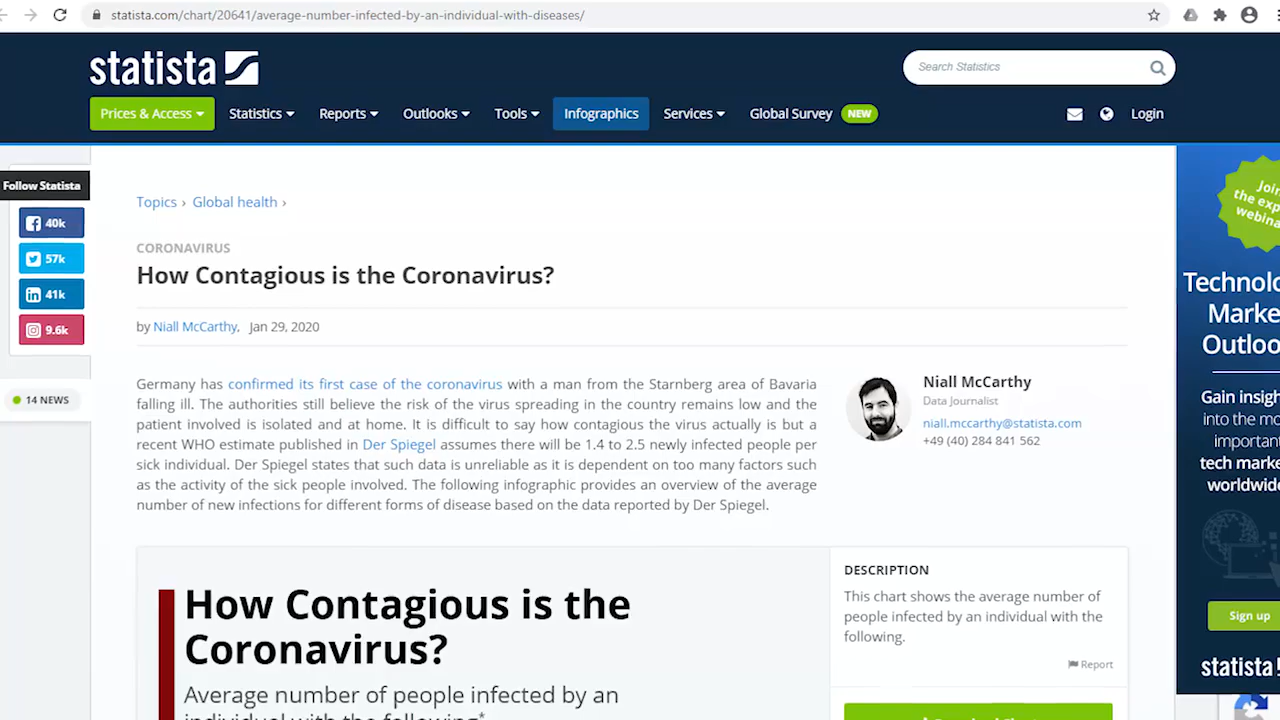 statista.com/chart/20641/average-number-infected-by-an-individual-with-diseases/
statista
Search Statistics
Prices & Access Statistics Reports Outlooks Tools Infographics Services Global Survey NEW Login
Follow Statista
40k
57k
41k
9.6k
14 NEWS
Topics › Global health ›
CORONAVIRUS
How Contagious is the Coronavirus?
by Niall McCarthy, Jan 29, 2020
Germany has confirmed its first case of the coronavirus with a man from the Starnberg area of Bavaria
falling ill. The authorities still believe the risk of the virus spreading in the country remains low and the
patient involved is isolated and at home. It is difficult to say how contagious the virus actually is but a
recent WHO estimate published in Der Spiegel assumes there will be 1.4 to 2.5 newly infected people per
sick individual. Der Spiegel states that such data is unreliable as it is dependent on too many factors such
as the activity of the sick people involved. The following infographic provides an overview of the average
number of new infections for different forms of disease based on the data reported by Der Spiegel.
Niall McCarthy
Data Journalist
niall.mccarthy@statista.com
+49 (40) 284 841 562
How Contagious is the
Coronavirus?
Average number of people infected by an
individual with the following*
DESCRIPTION
This chart shows the average number of
people infected by an individual with the
following.
Report
Join
the exp
webina
Technolo
Marke
Outloo
Gain insigh
into the mo
important
tech marke
worldwide
Sign up
statista